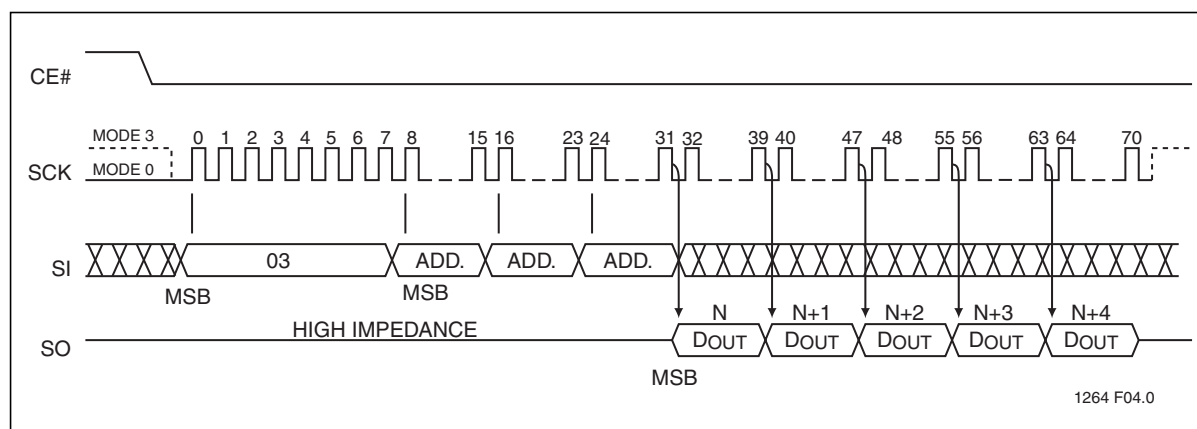 CE#
MODE 3 0 1 2 3 4 5 6 7 8 15 16 23 24 31 32 39 40 47 48 55 56 63 64 70
SCK MODE 0
SI 03 ADD. ADD. ADD.
MSB MSB
HIGH IMPEDANCE N N+1 N+2 N+3 N+4
SO DOUT DOUT DOUT DOUT DOUT
MSB
1264 F04.0